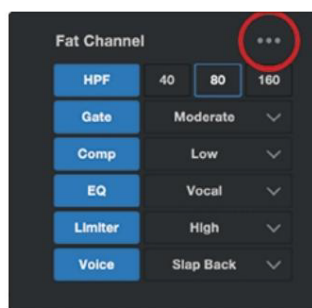 Fat Channel
HPF 40 80 160
Gate Moderate
Comp Low
EQ Vocal
Limiter High
Voice Slap Back